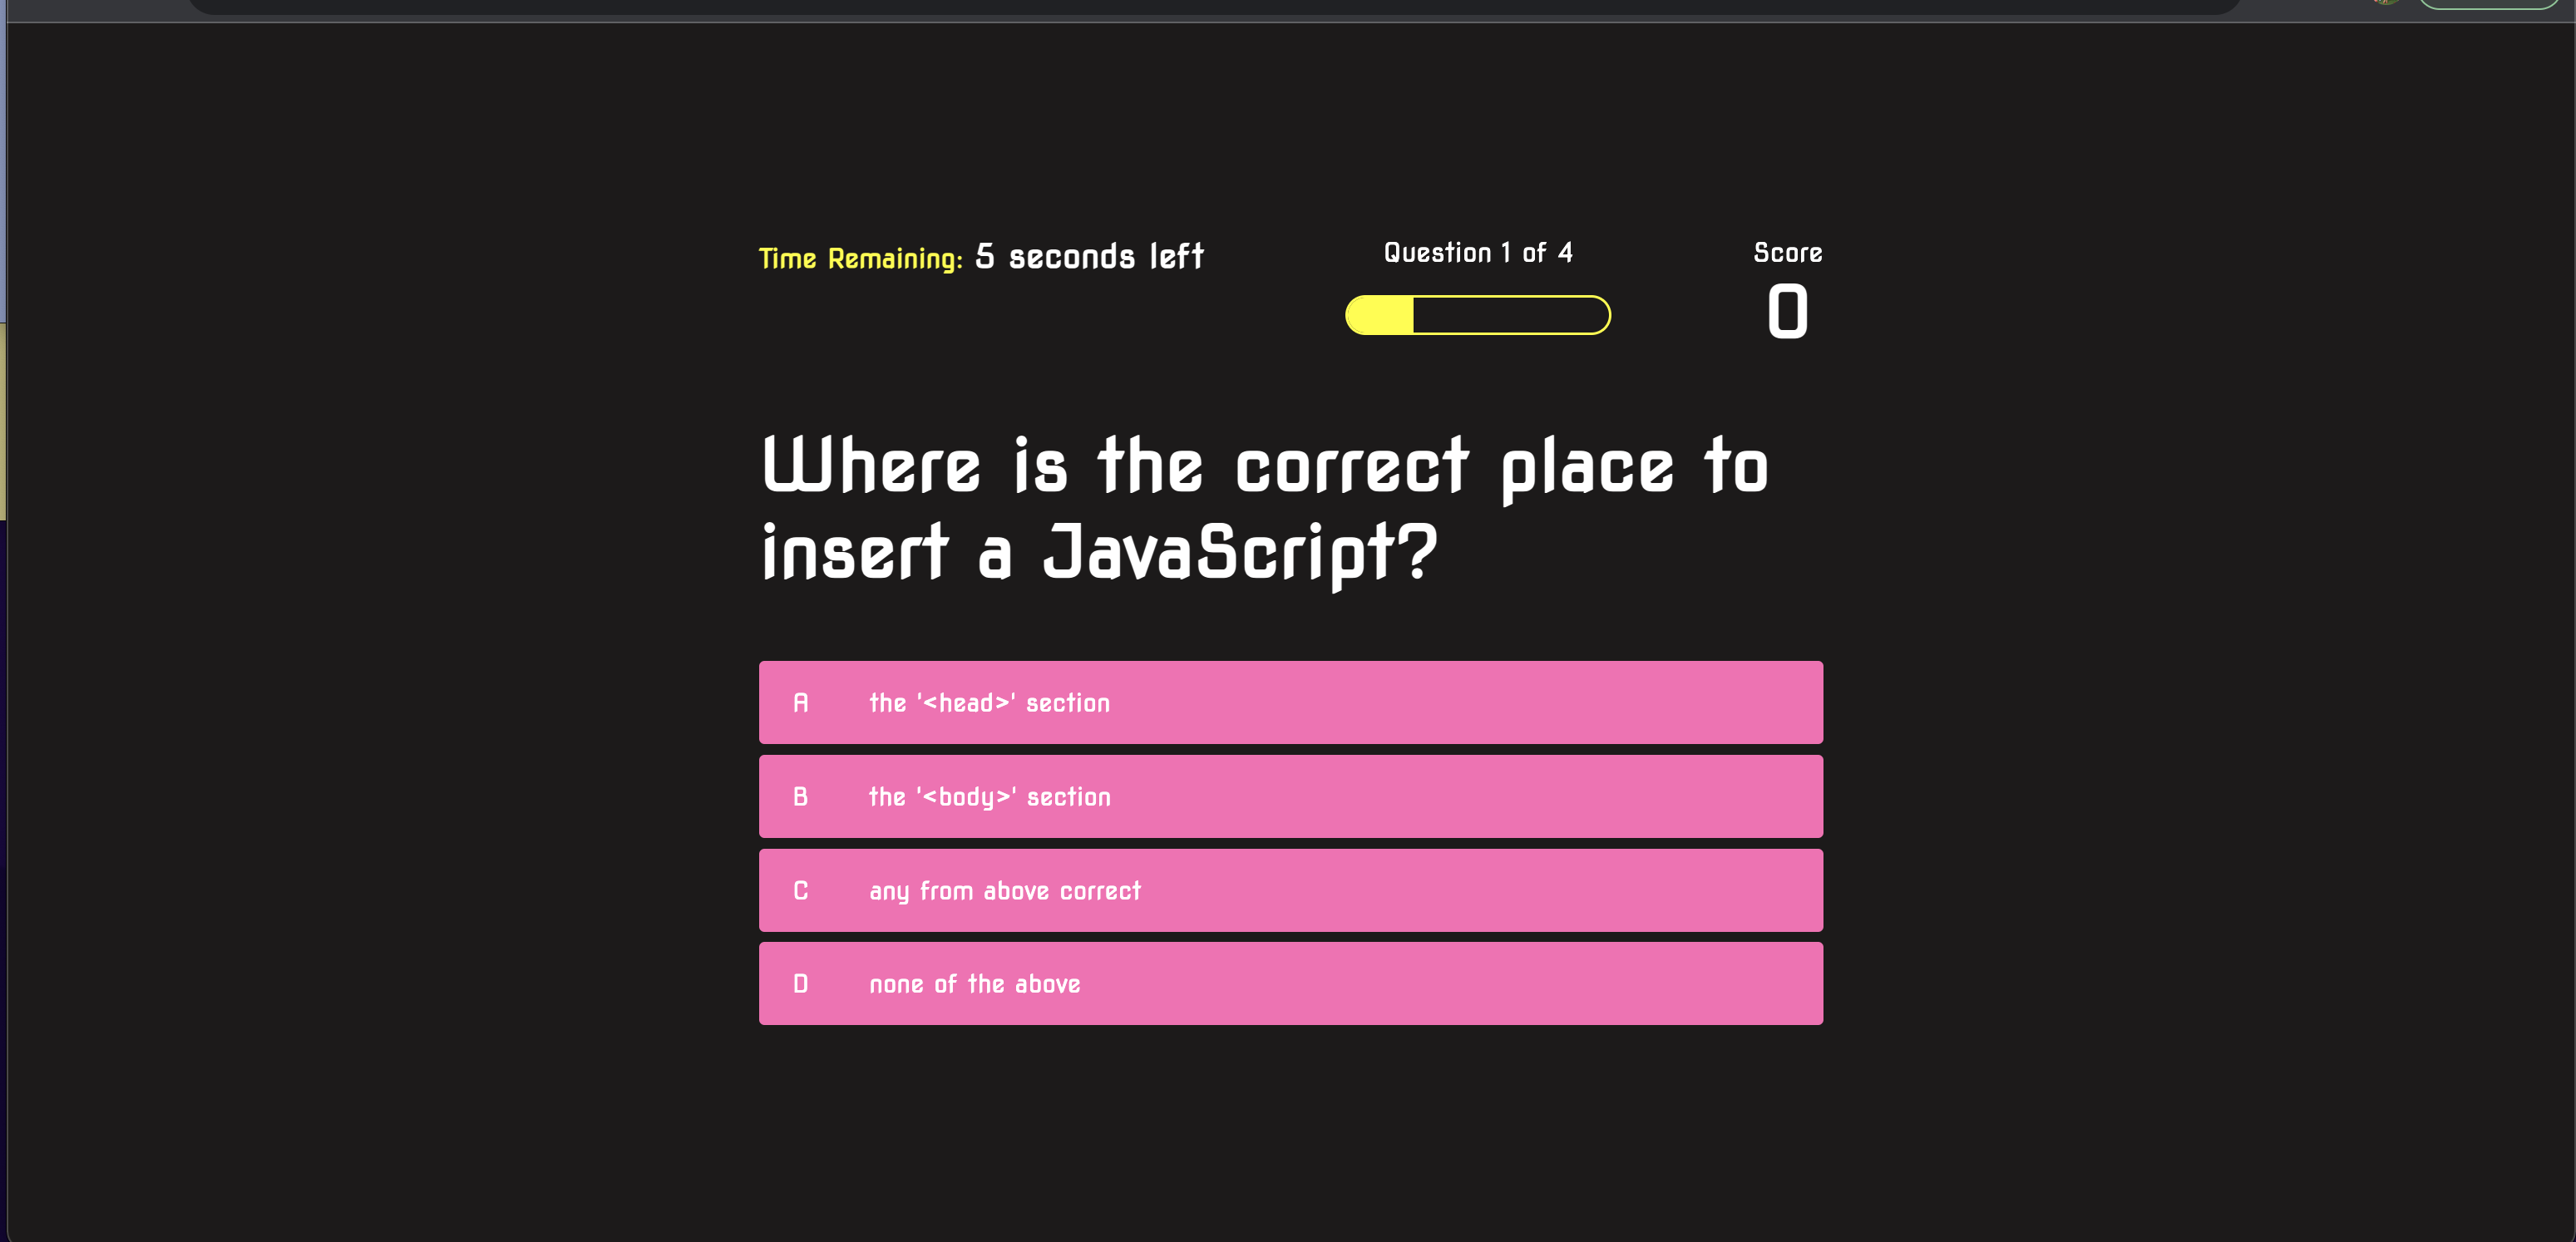 Time Remaining: 5 seconds left
Question 1 of 4
Score
0
Where is the correct place to
insert a JavaScript?
A the '<head>' section
B the '<body>' section
C any from above correct
D none of the above